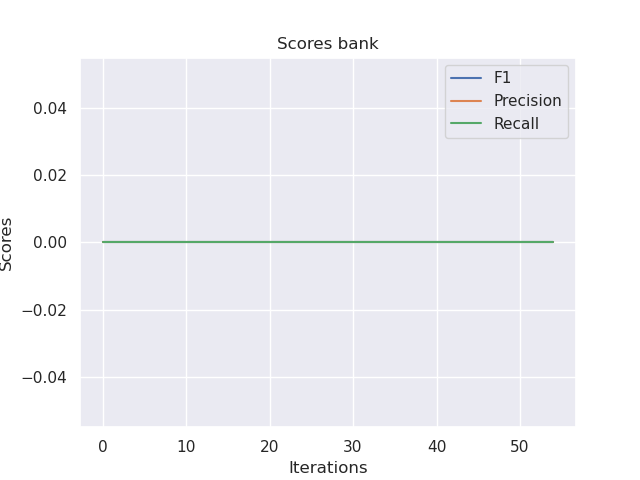 Scores bank
F1
Precision
Recall
0.04
0.02
0.00
−0.02
−0.04
Scores
0 10 20 30 40 50
Iterations